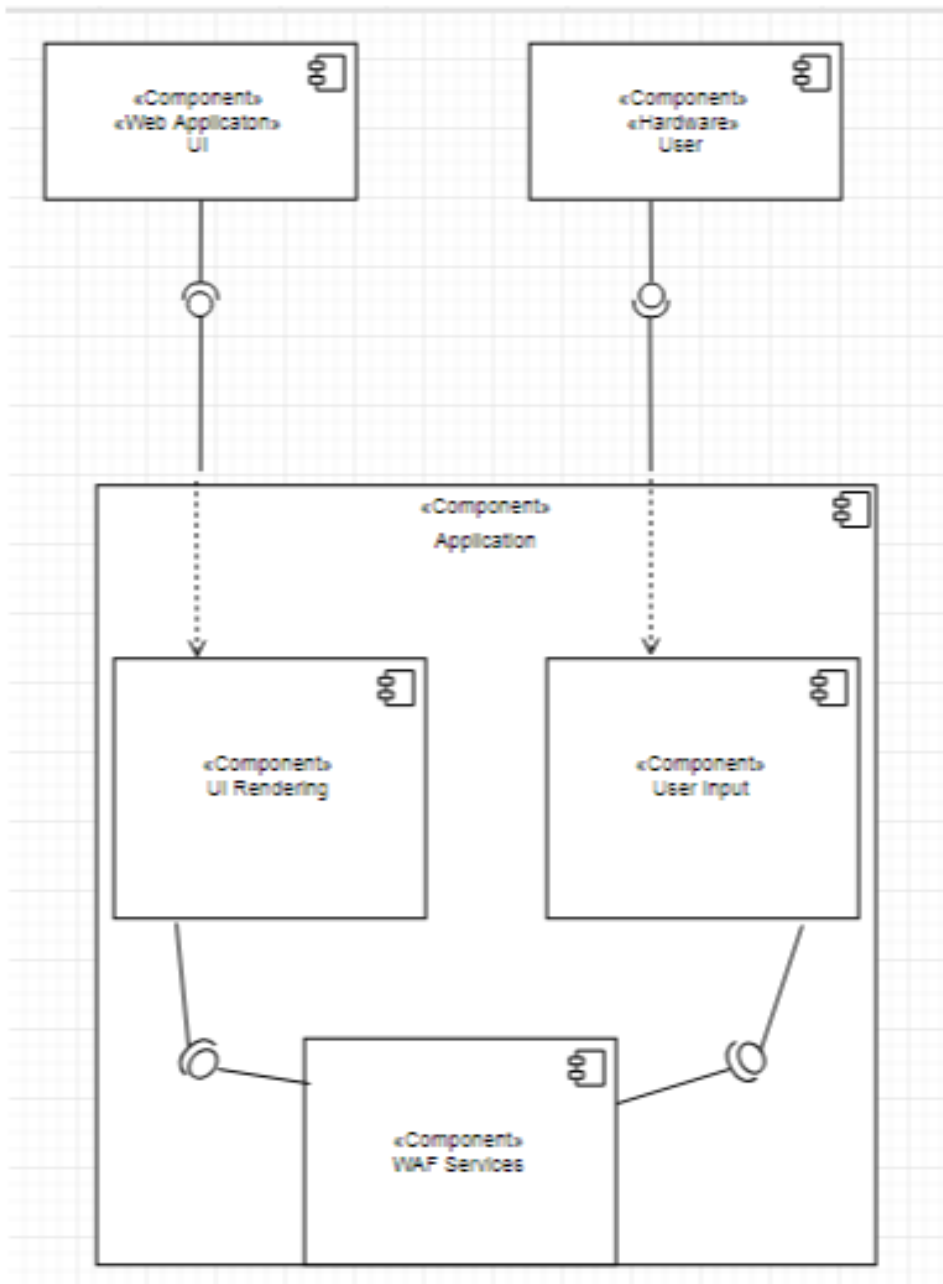 «Component»
«Web Applicaton»
UI
«Component»
«Hardware»
User
«Component»
Application
«Component»
UI Rendering
«Component»
User Input
«Component»
WAF Services